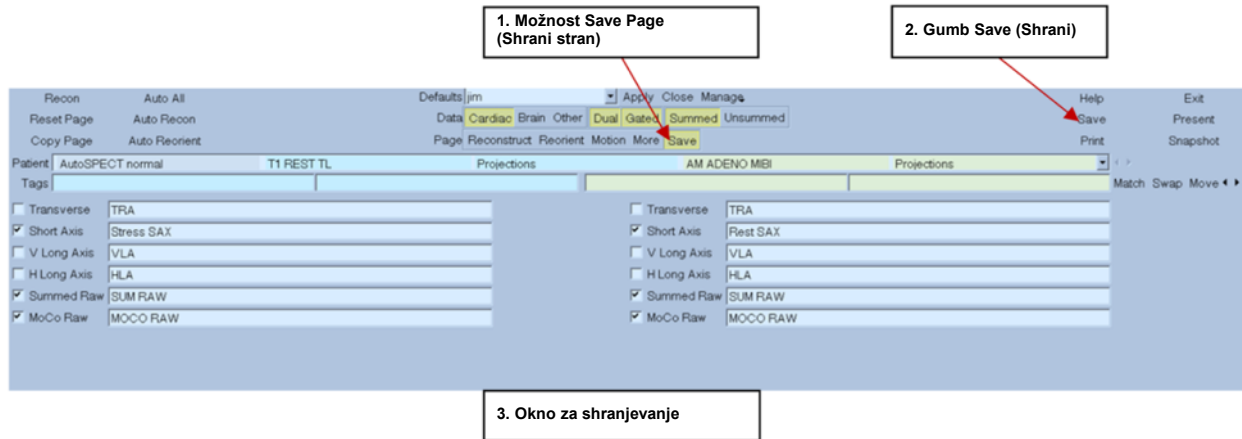 1. Možnost Save Page
(Shrani stran)
2. Gumb Save (Shrani)
Recon Auto All Defaults jim Apply Close Manage Help Exit
Reset Page Auto Recon Data Cardiac Brain Other Dual Gated Summed Unsummed Save Present
Copy Page Auto Reorient Page Reconstruct Reorient Motion More Save Print Snapshot
Patient AutoSPECT normal T1 REST TL Projections AM ADENO MIBI Projections
Tags Match Swap Move
Transverse TRA Transverse TRA
Short Axis Stress SAX Short Axis Rest SAX
V Long Axis VLA V Long Axis VLA
H Long Axis HLA H Long Axis HLA
Summed Raw SUM RAW Summed Raw SUM RAW
MoCo Raw MOCO RAW MoCo Raw MOCO RAW
3. Okno za shranjevanje